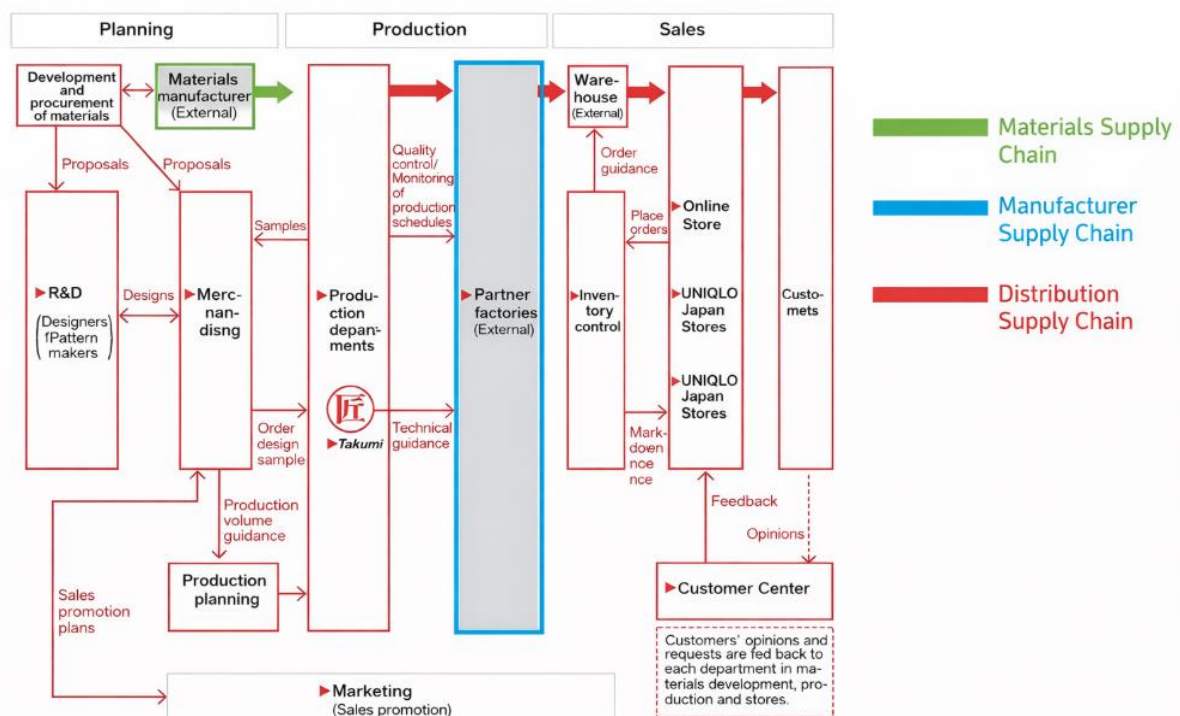 Planning
Production
Sales
Development
and
procurement
of materials
Materials
manufacturer
(External)
Ware-
house
(External)
Proposals
Proposals
Quality
control/
Monitoring
of
production
schedules
Order
guidance
Samples
Place
orders
Online
Store
R&D
(Designers
fPattern
makers)
Designs
Merc-
nan-
disng
Produ-
ction
depanr-
ments
Partner
factories
(External)
Inven-
tory
control
UNIQLO
Japan
Stores
Custo-
mets
UNIQLO
Japan
Stores
匠
Takumi
Order
design
sample
Technical
guidance
Mark-
dowen
nce
nce
Production
volume
guidance
Feedback
Opinions
Production
planning
Customer Center
Sales
promotion
plans
Customers' opinions and
requests are fed back to
each department in ma-
terials development, pro-
duction and stores.
Marketing
(Sales promotion)
Materials Supply
Chain
Manufacturer
Supply Chain
Distribution
Supply Chain